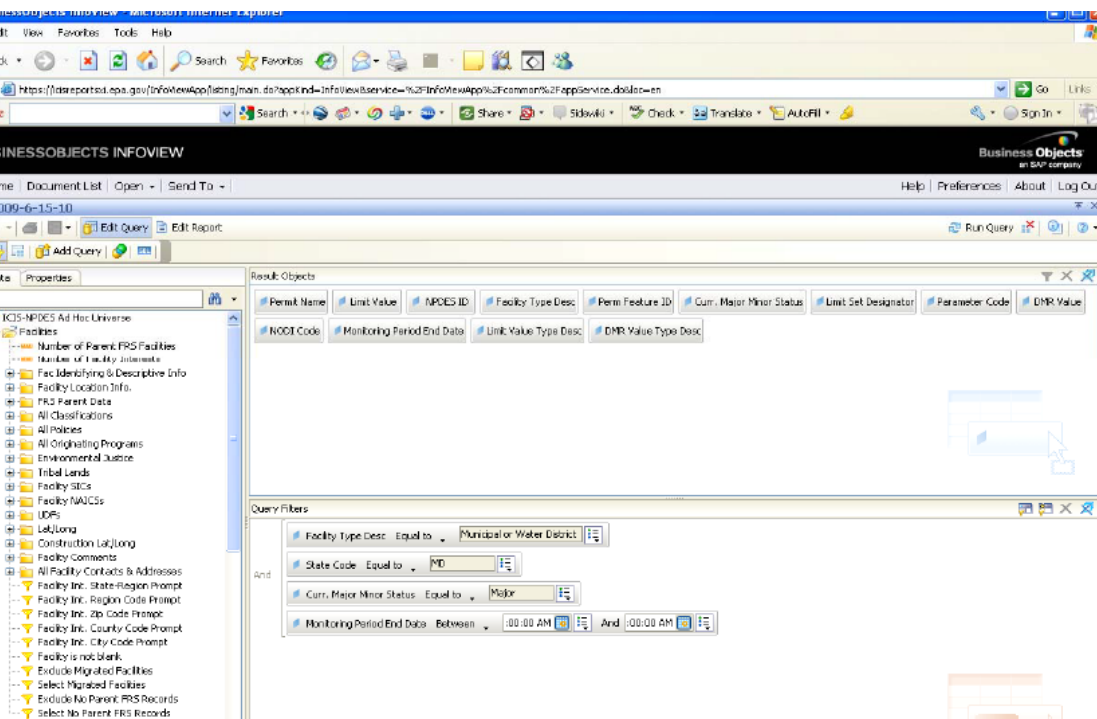 nessObjects InfoView - Microsoft Internet Explorer
dit View Favorites Tools Help
Search Favorites
https://icisreports.epa.gov/InfoViewApp/listing/main.do?appKind=InfoView&service=%2FInfoViewApp%2Fcommon%2FappService.do&loc=en Go Links
Search Share Sidewiki Check Translate AutoFill Sign In
SINESSOBJECTS INFOVIEW
Business Objects
an SAP company
me Document List Open Send To Help Preferences About Log Ou
009-6-15-10
Edit Query Edit Report Run Query
Add Query
ta Properties Result Objects
Permit Name Limit Value NPDES ID Facility Type Desc Perm Feature ID Curr. Major Minor Status Limit Set Designator Parameter Code DMR Value
NODI Code Monitoring Period End Date Limit Value Type Desc DMR Value Type Desc
ICIS-NPDES Ad Hoc Universe
Facilities
Number of Parent FRS Facilities
Number of Facility Interests
Fac Identifying & Descriptive Info
Facility Location Info.
FRS Parent Data
All Classifications
All Policies
All Originating Programs
Environmental Justice
Tribal Lands
Facility SICs
Facility NAICSs
UDFs
Lat/Long
Construction Lat/Long
Facility Comments
All Facility Contacts & Addresses
Facility Int. State-Region Prompt
Facility Int. Region Code Prompt
Facility Int. Zip Code Prompt
Facility Int. County Code Prompt
Facility Int. City Code Prompt
Facility is not blank
Exclude Migrated Facilities
Select Migrated Facilities
Exclude No Parent FRS Records
Select No Parent FRS Records
Query Filters
And
Facility Type Desc Equal to Municipal or Water District
State Code Equal to MD
Curr. Major Minor Status Equal to Major
Monitoring Period End Date Between :00:00 AM And :00:00 AM